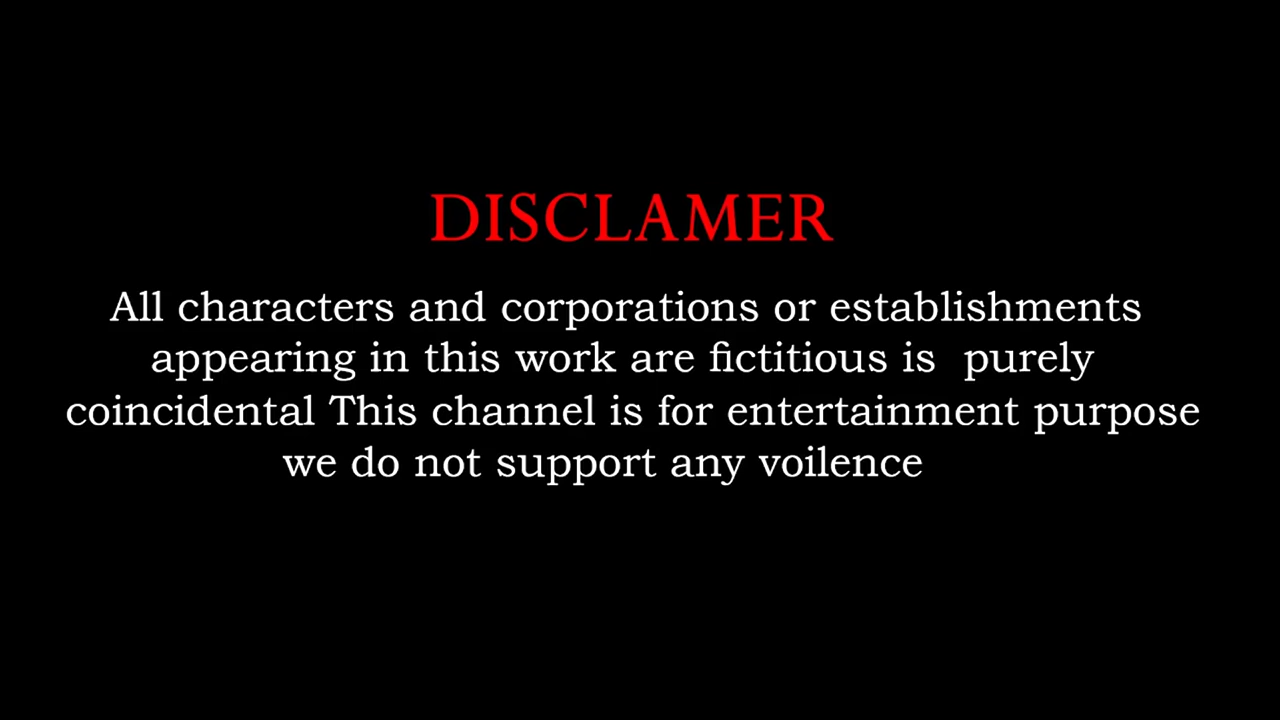 DISCLAMER
All characters and corporations or establishments
appearing in this work are fictitious is  purely
coincidental This channel is for entertainment purpose
we do not support any voilence